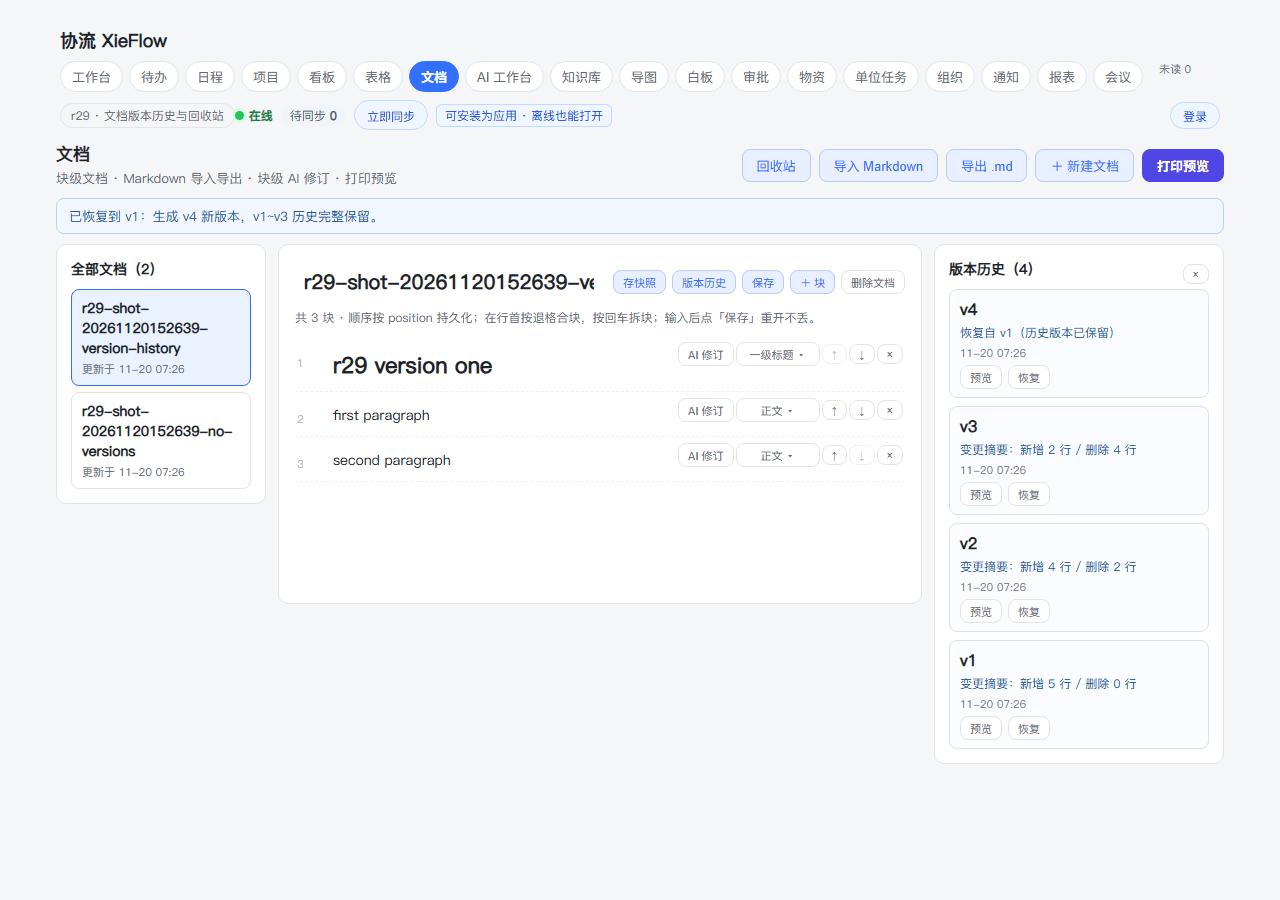 协流 XieFlow
工作台 待办 日程 项目 看板 表格 文档 AI 工作台 知识库 导图 白板 审批 物资 单位任务 组织 通知 报表 会议 未读 0
r29 · 文档版本历史与回收站 在线 待同步 0 立即同步 可安装为应用 · 离线也能打开 登录
文档
块级文档 · Markdown 导入导出 · 块级 AI 修订 · 打印预览
回收站 导入 Markdown 导出 .md ＋ 新建文档 打印预览
已恢复到 v1：生成 v4 新版本，v1~v3 历史完整保留。
全部文档（2）
r29-shot-
20261120152639-
version-history
更新于 11-20 07:26
r29-shot-
20261120152639-no-
versions
更新于 11-20 07:26
r29-shot-20261120152639-ve 存快照 版本历史 保存 ＋ 块 删除文档
共 3 块 · 顺序按 position 持久化；在行首按退格合块，按回车拆块；输入后点「保存」重开不丢。
1 r29 version one AI 修订 一级标题 ↑ ↓ ×
2 first paragraph AI 修订 正文 ↑ ↓ ×
3 second paragraph AI 修订 正文 ↑ ↓ ×
版本历史（4） ×
v4
恢复自 v1（历史版本已保留）
11-20 07:26
预览 恢复
v3
变更摘要：新增 2 行 / 删除 4 行
11-20 07:26
预览 恢复
v2
变更摘要：新增 4 行 / 删除 2 行
11-20 07:26
预览 恢复
v1
变更摘要：新增 5 行 / 删除 0 行
11-20 07:26
预览 恢复